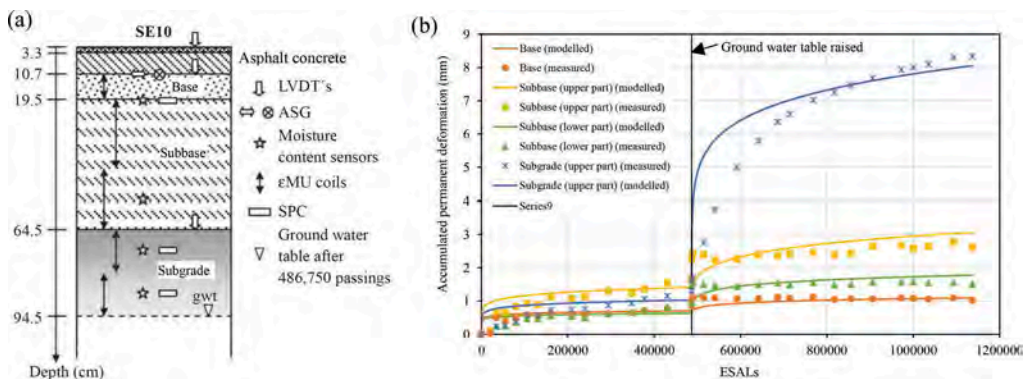 (a)
SE10
3.3
10.7
19.5
64.5
94.5
Depth (cm)
Base
Subbase
Subgrade
gwt
Asphalt concrete
LVDT´s
ASG
Moisture
content sensors
εMU coils
SPC
Ground water
table after
486,750 passings
(b)
Ground water table raised
Accumulated permanent deformation (mm)
9
8
7
6
5
4
3
2
1
0
Base (modelled)
Base (measured)
Subbase (upper part) (modelled)
Subbase (upper part) (measured)
Subbase (lower part) (modelled)
Subbase (lower part) (measured)
Subgrade (upper part) (measured)
Subgrade (upper part) (modelled)
Series9
0 200000 400000 600000 800000 1000000 1200000
ESALs